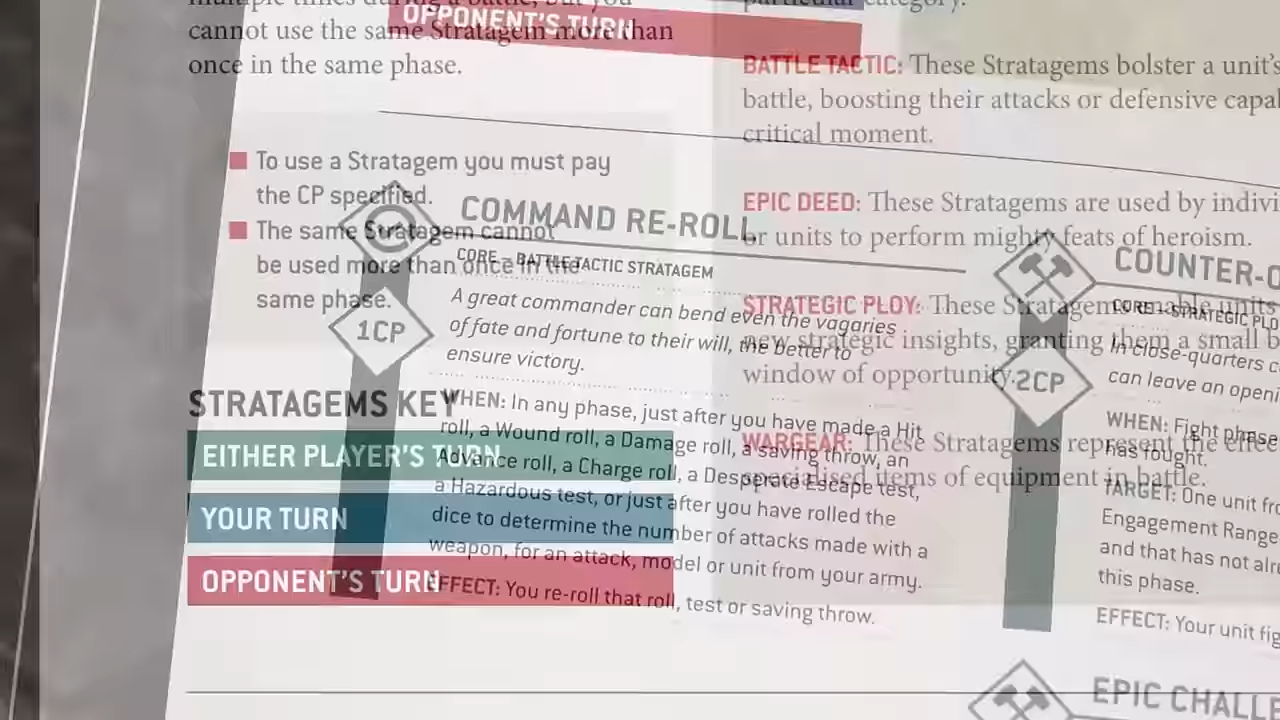 cannot use the same Stratagem more than
once in the same phase.
To use a Stratagem you must pay
the CP specified.
The same Stratagem cannot
be used more than once in the
same phase.
STRATAGEMS KEY
EITHER PLAYER'S TURN
YOUR TURN
OPPONENT'S TURN
BATTLE TACTIC: These Stratagems bolster a unit's
battle, boosting their attacks or defensive capa
critical moment.
EPIC DEED: These Stratagems are used by indivi
or units to perform mighty feats of heroism.
STRATEGIC PLOY: These Stratagems enable units
new strategic insights, granting them a small b
window of opportunity.
WARGEAR: These Stratagems represent the effec
specialised items of equipment in battle.
OPPONENT'S TURN
COMMAND RE-ROLL
CORE – BATTLE TACTIC STRATAGEM
1CP
A great commander can bend even the vagaries
of fate and fortune to their will, the better to
ensure victory.
WHEN: In any phase, just after you have made a Hit
roll, a Wound roll, a Damage roll, a saving throw, an
Advance roll, a Charge roll, a Desperate Escape test,
a Hazardous test, or just after you have rolled the
dice to determine the number of attacks made with a
weapon, for an attack, model or unit from your army.
EFFECT: You re-roll that roll, test or saving throw.
COUNTER-O
CORE – STRATEGIC PLO
2CP
In close-quarters c
can leave an openi
WHEN: Fight phase
has fought.
TARGET: One unit fr
Engagement Range
and that has not alr
this phase.
EFFECT: Your unit fig
EPIC CHALLE